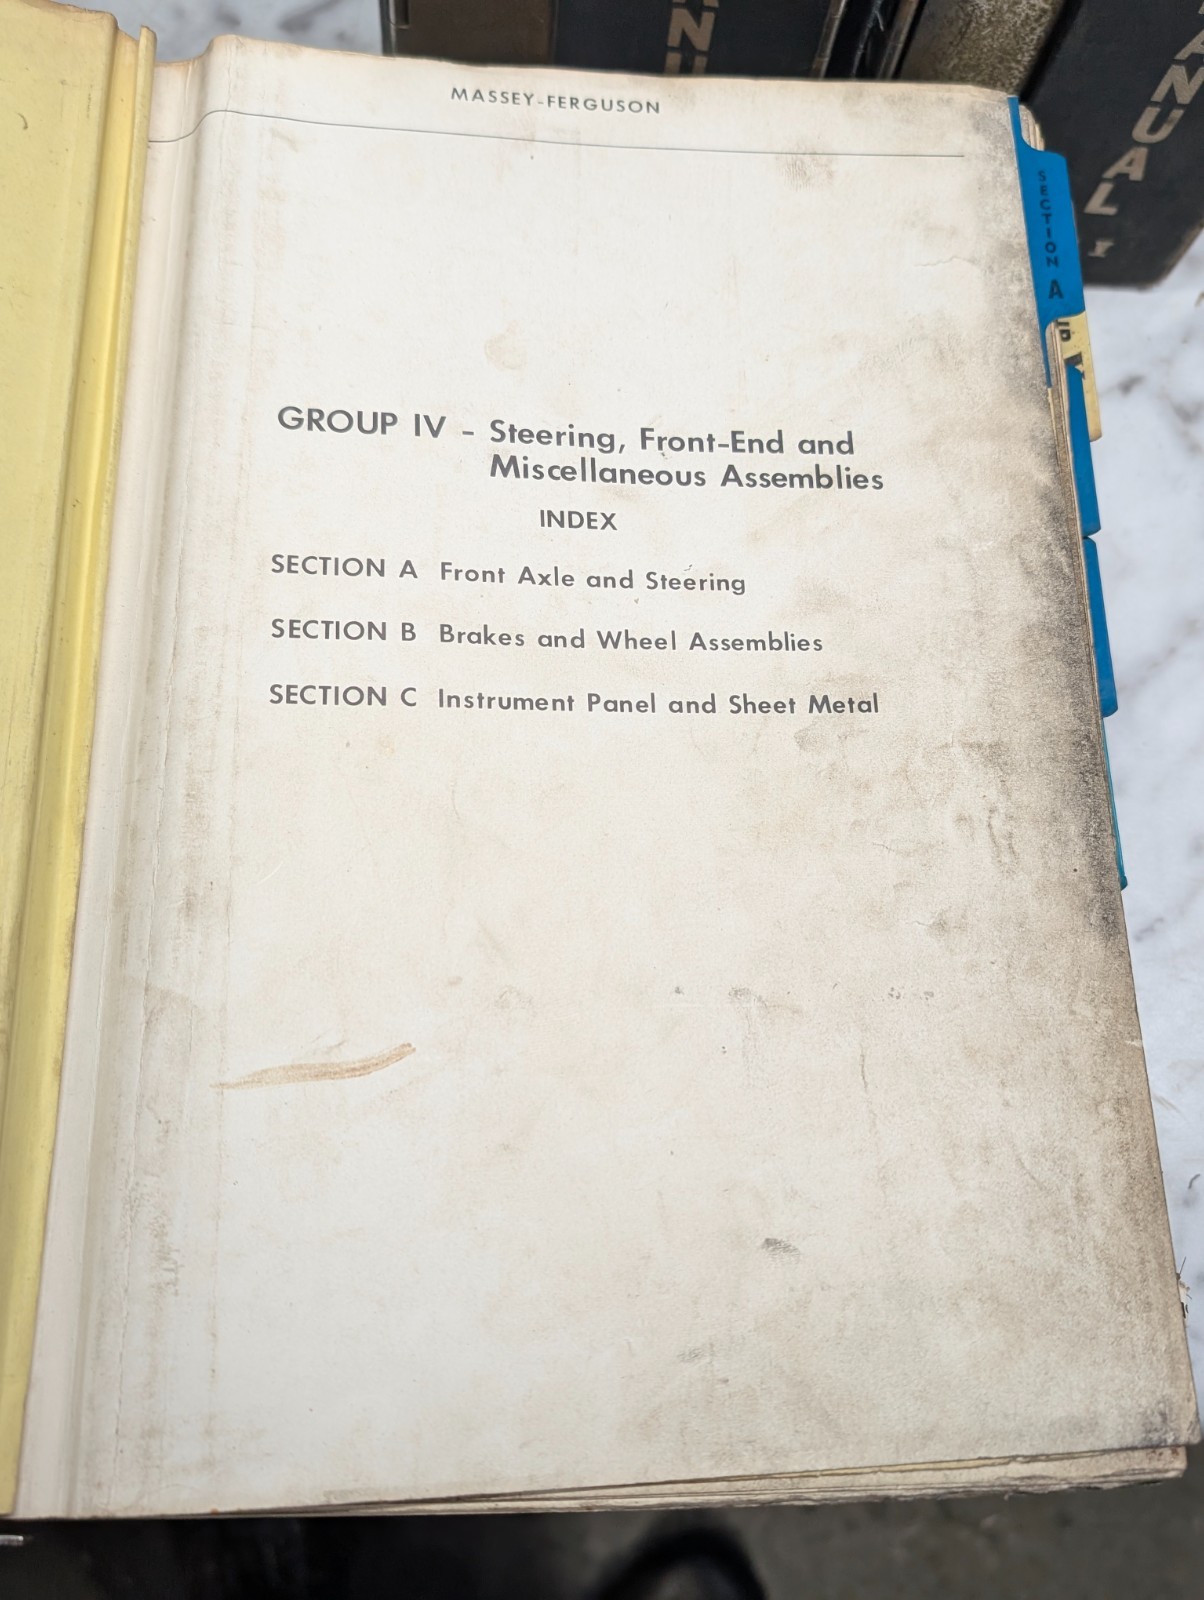 MASSEY-FERGUSON
GROUP IV - Steering, Front-End and
Miscellaneous Assemblies
INDEX
SECTION A Front Axle and Steering
SECTION B Brakes and Wheel Assemblies
SECTION C Instrument Panel and Sheet Metal
SECTION A